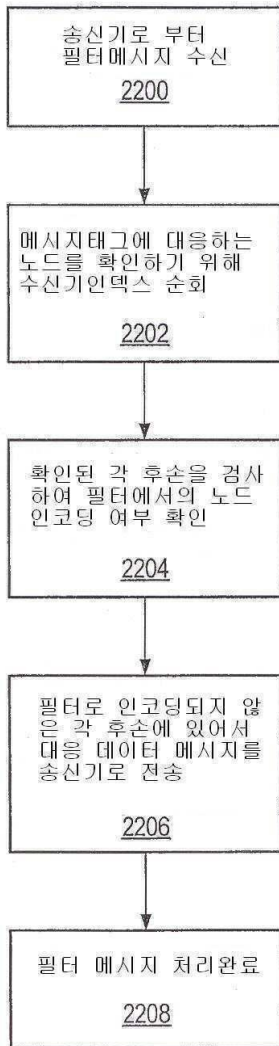 송신기로 부터
필터메시지 수신
2200
메시지태그에 대응하는
노드를 확인하기 위해
수신기인덱스 순회
2202
확인된 각 후손을 검사
하여 필터에서의 노드
인코딩 여부 확인
2204
필터로 인코딩되지 않
은 각 후손에 있어서
대응 데이터 메시지를
송신기로 전송
2206
필터 메시지 처리완료
2208